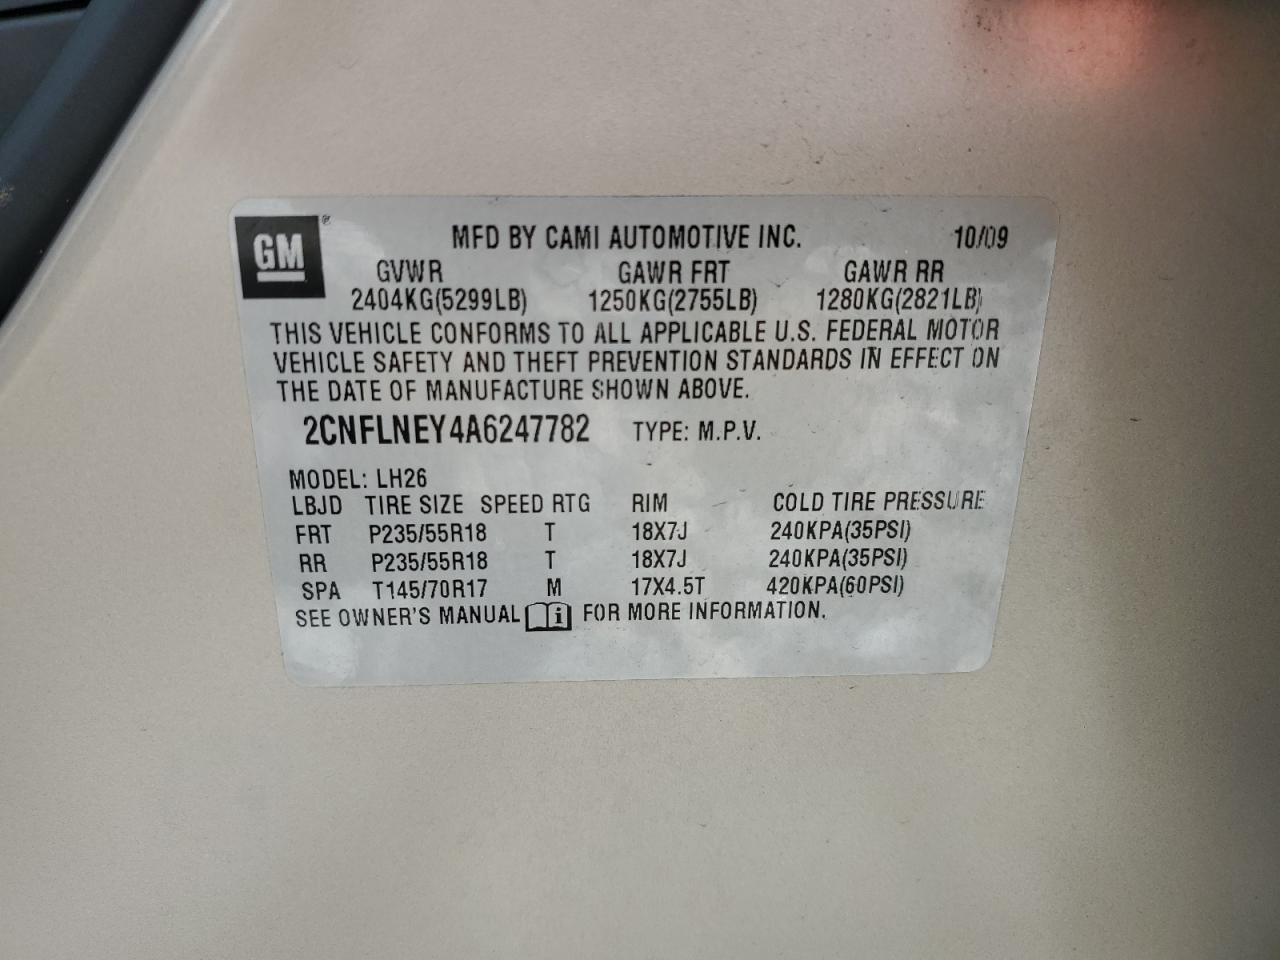 GM ®
MFD BY CAMI AUTOMOTIVE INC. 10/09
GVWR GAWR FRT GAWR RR
2404KG(5299LB) 1250KG(2755LB) 1280KG(2821LB)
THIS VEHICLE CONFORMS TO ALL APPLICABLE U.S. FEDERAL MOTOR
VEHICLE SAFETY AND THEFT PREVENTION STANDARDS IN EFFECT ON
THE DATE OF MANUFACTURE SHOWN ABOVE.
2CNFLNEY4A6247782 TYPE: M.P.V.
MODEL: LH26
LBJD TIRE SIZE SPEED RTG RIM COLD TIRE PRESSURE
FRT P235/55R18 T 18X7J 240KPA(35PSI)
RR P235/55R18 T 18X7J 240KPA(35PSI)
SPA T145/70R17 M 17X4.5T 420KPA(60PSI)
SEE OWNER'S MANUAL i FOR MORE INFORMATION.